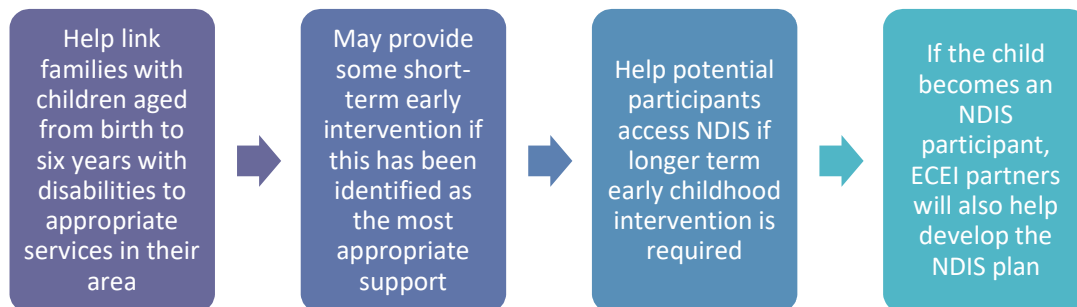 Help link
families with
children aged
from birth to
six years with
disabilities to
appropriate
services in their
area
May provide
some short-
term early
intervention if
this has been
identified as
the most
appropriate
support
Help potential
participants
access NDIS if
longer term
early childhood
intervention is
required
If the child
becomes an
NDIS
participant,
ECEI partners
will also help
develop the
NDIS plan